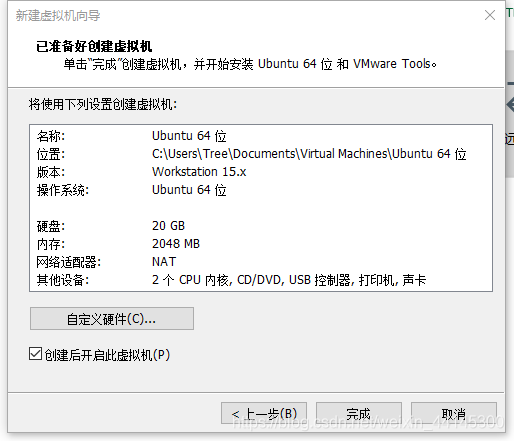 新建虚拟机向导
已准备好创建虚拟机
单击“完成”创建虚拟机，并开始安装 Ubuntu 64 位 和 VMware Tools。
将使用下列设置创建虚拟机:
名称: Ubuntu 64 位
位置: C:\Users\Tree\Documents\Virtual Machines\Ubuntu 64 位
版本: Workstation 15.x
操作系统: Ubuntu 64 位
硬盘: 20 GB
内存: 2048 MB
网络适配器: NAT
其他设备: 2 个 CPU 内核, CD/DVD, USB 控制器, 打印机, 声卡
自定义硬件(C)...
创建后开启此虚拟机(P)
< 上一步(B) 完成 取消